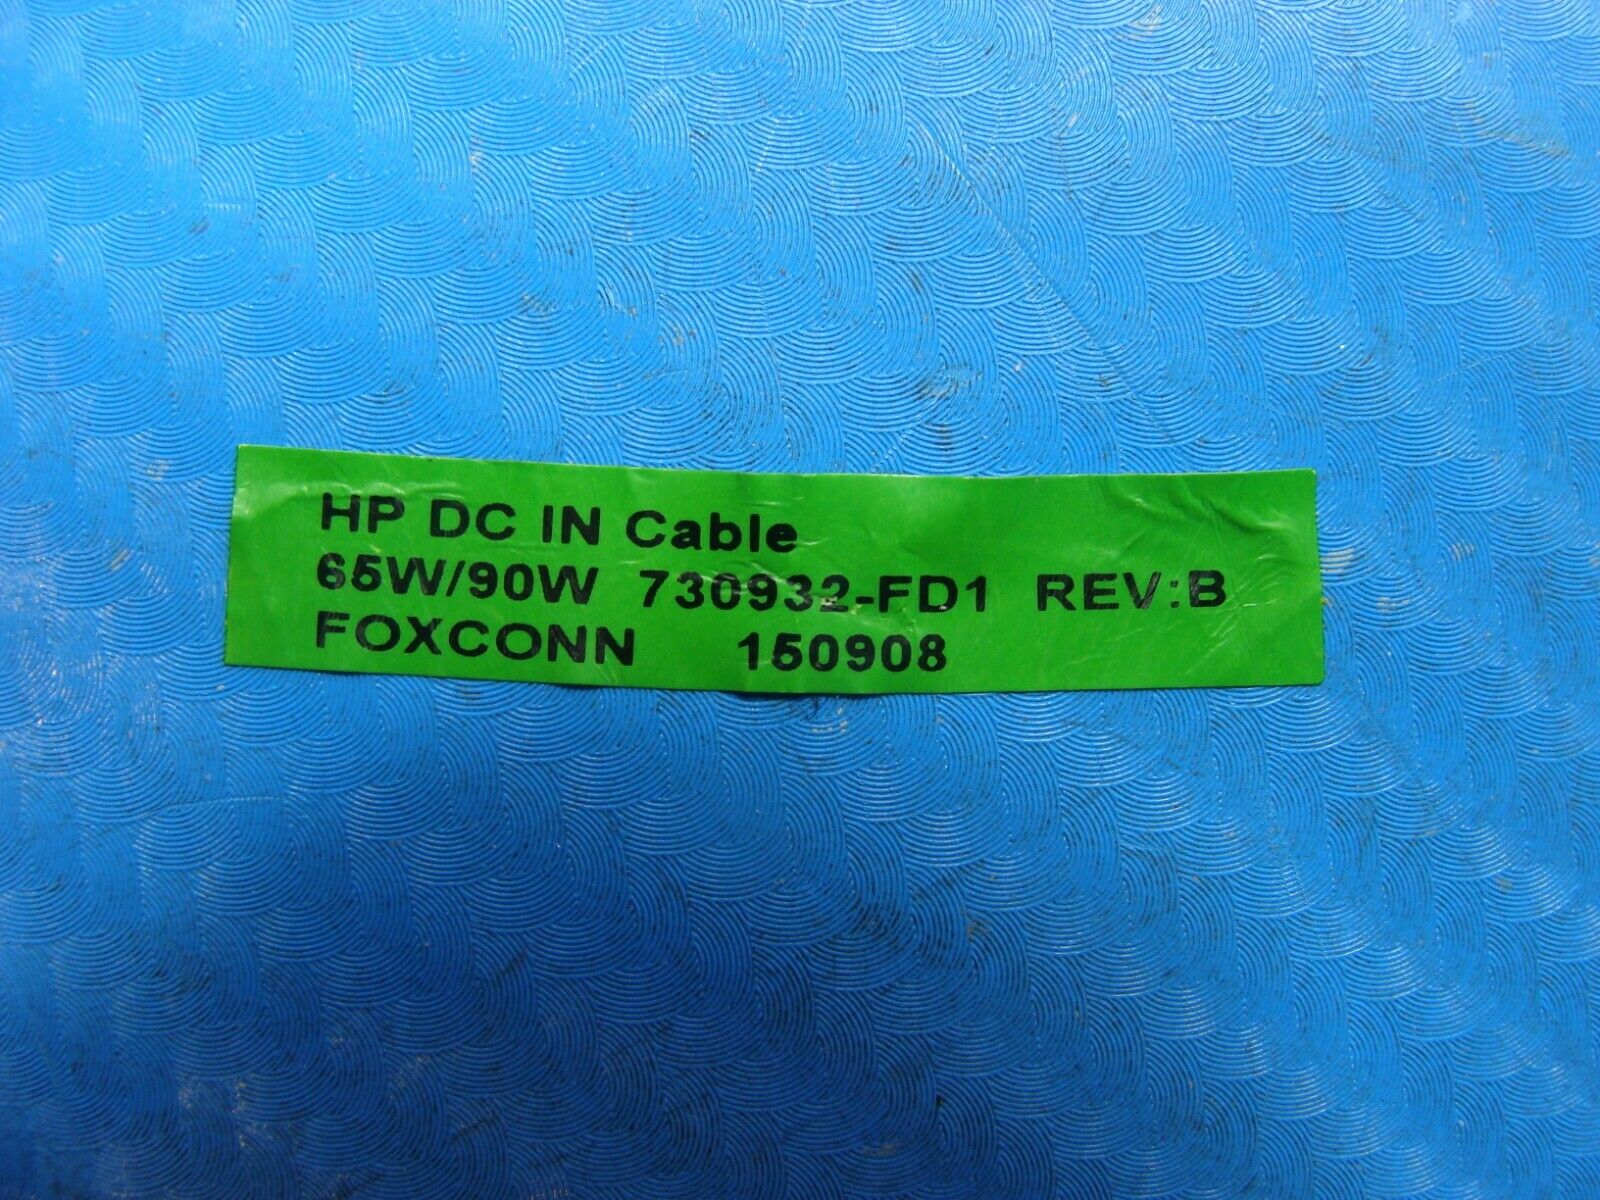 HP DC IN Cable
65W/90W 730932-FD1 REV:B
FOXCONN 150908